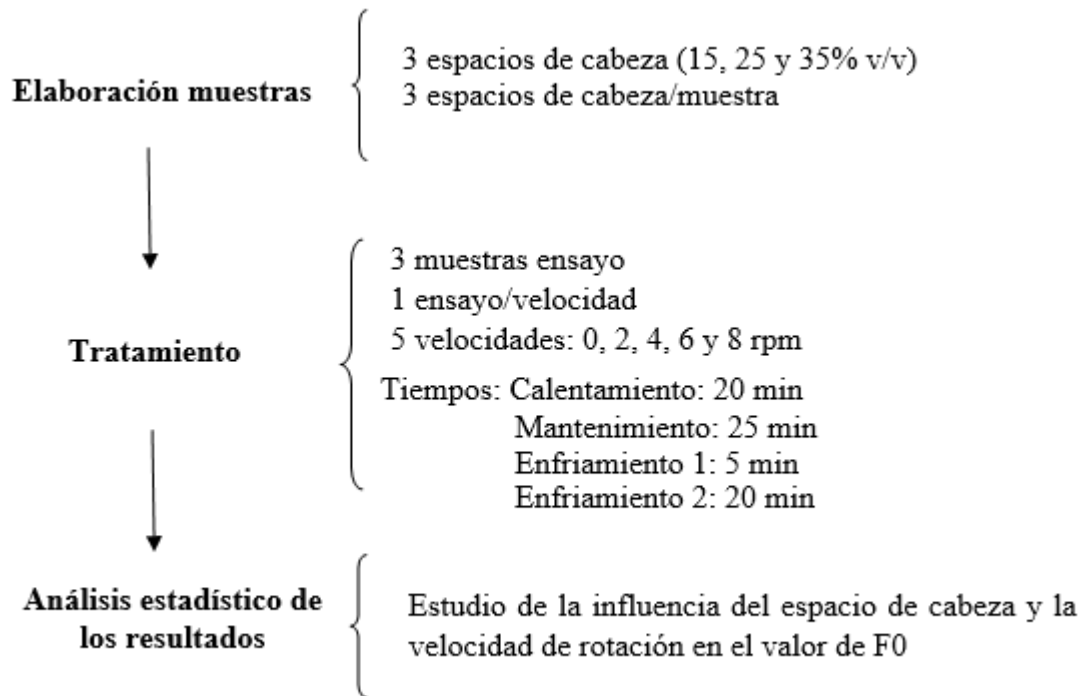 Elaboración muestras
3 espacios de cabeza (15, 25 y 35% v/v)
3 espacios de cabeza/muestra
Tratamiento
3 muestras ensayo
1 ensayo/velocidad
5 velocidades: 0, 2, 4, 6 y 8 rpm
Tiempos: Calentamiento: 20 min
Mantenimiento: 25 min
Enfriamiento 1: 5 min
Enfriamiento 2: 20 min
Análisis estadístico de
los resultados
Estudio de la influencia del espacio de cabeza y la
velocidad de rotación en el valor de F0